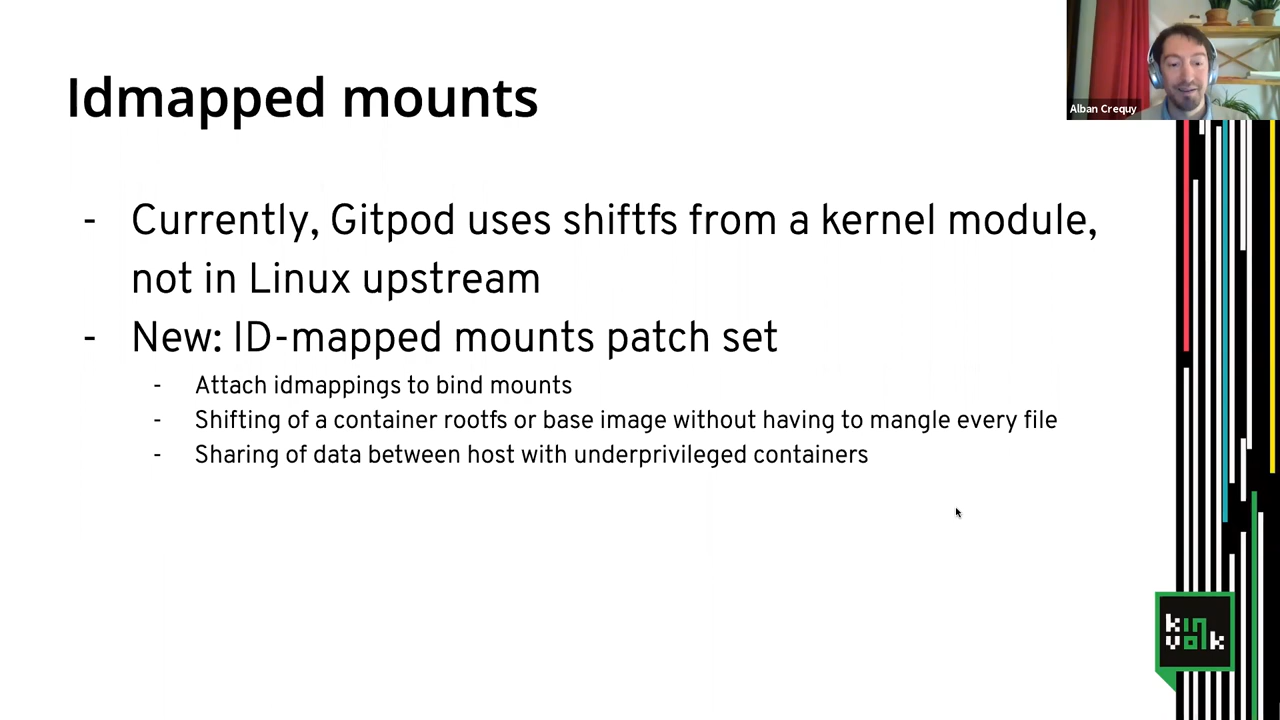 Idmapped mounts
Alban Crequy
- Currently, Gitpod uses shiftfs from a kernel module,
not in Linux upstream
- New: ID-mapped mounts patch set
- Attach idmappings to bind mounts
- Shifting of a container rootfs or base image without having to mangle every file
- Sharing of data between host with underprivileged containers
kin
volk